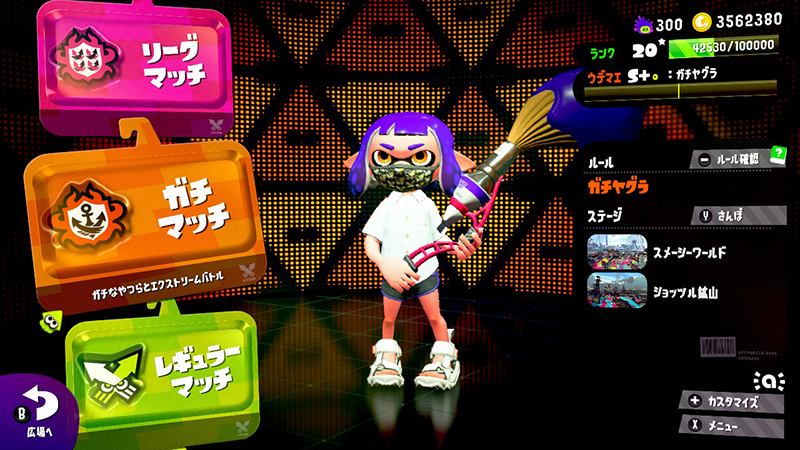 リーグ
マッチ
ガチ
マッチ
ガチなやつらとエクストリームバトル
レギュラー
マッチ
B
広場へ
300 3562380
ランク 20★ 42530/100000
ウデマエ S+0 :ガチヤグラ
ルール - ルール確認 ?
ガチヤグラ
ステージ Y さんぽ
スメーシーワールド
ショッツル鉱山
+ カスタマイズ
X メニュー